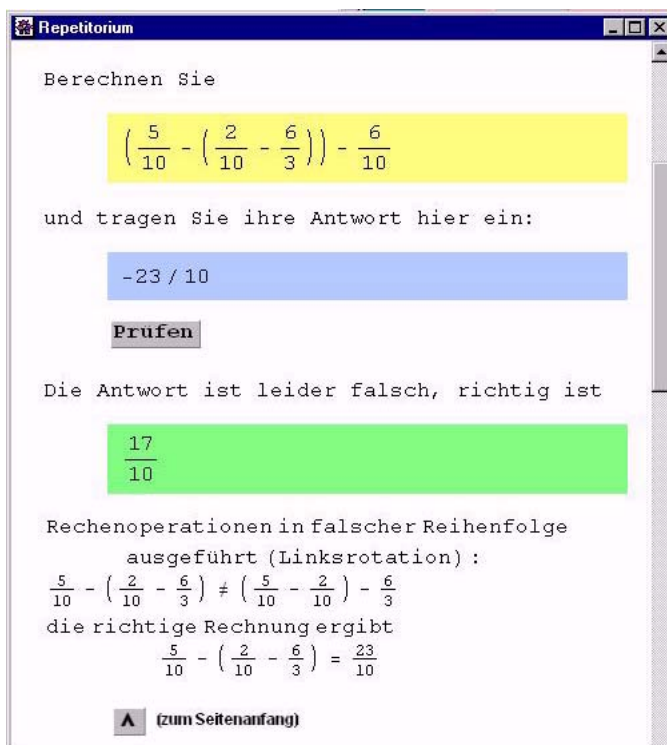 Repetitorium
Berechnen Sie
(5/10 - (2/10 - 6/3)) - 6/10
und tragen Sie ihre Antwort hier ein:
-23 / 10
Prüfen
Die Antwort ist leider falsch, richtig ist
17/10
Rechenoperationen in falscher Reihenfolge
ausgeführt (Linksrotation) :
5/10 - (2/10 - 6/3) ≠ (5/10 - 2/10) - 6/3
die richtige Rechnung ergibt
5/10 - (2/10 - 6/3) = 23/10
(zum Seitenanfang)